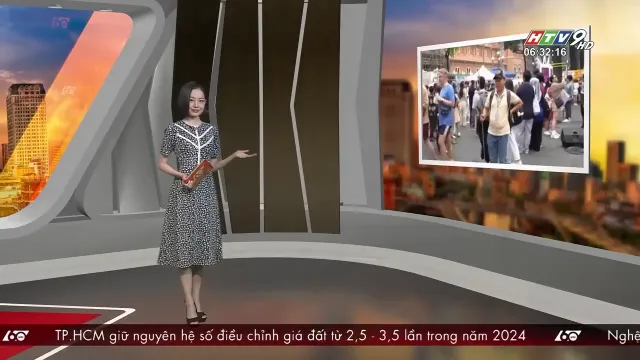 HTV9 HD
06:32:16
TP.HCM giữ nguyên hệ số điều chỉnh giá đất từ 2,5 - 3,5 lần trong năm 2024
Nghệ